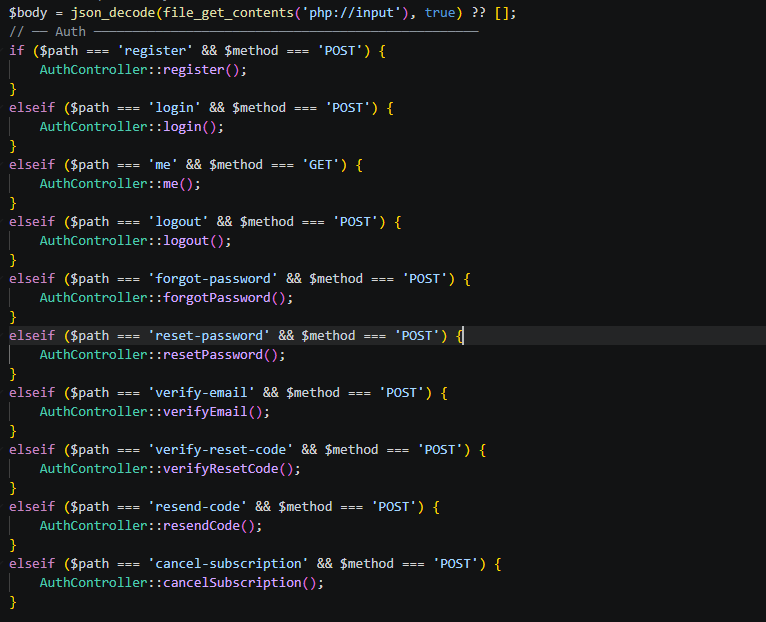 $body = json_decode(file_get_contents('php://input'), true) ?? [];
// ── Auth ──────────────────────────────────────────────────
if ($path === 'register' && $method === 'POST') {
    AuthController::register();
}
elseif ($path === 'login' && $method === 'POST') {
    AuthController::login();
}
elseif ($path === 'me' && $method === 'GET') {
    AuthController::me();
}
elseif ($path === 'logout' && $method === 'POST') {
    AuthController::logout();
}
elseif ($path === 'forgot-password' && $method === 'POST') {
    AuthController::forgotPassword();
}
elseif ($path === 'reset-password' && $method === 'POST') {
    AuthController::resetPassword();
}
elseif ($path === 'verify-email' && $method === 'POST') {
    AuthController::verifyEmail();
}
elseif ($path === 'verify-reset-code' && $method === 'POST') {
    AuthController::verifyResetCode();
}
elseif ($path === 'resend-code' && $method === 'POST') {
    AuthController::resendCode();
}
elseif ($path === 'cancel-subscription' && $method === 'POST') {
    AuthController::cancelSubscription();
}